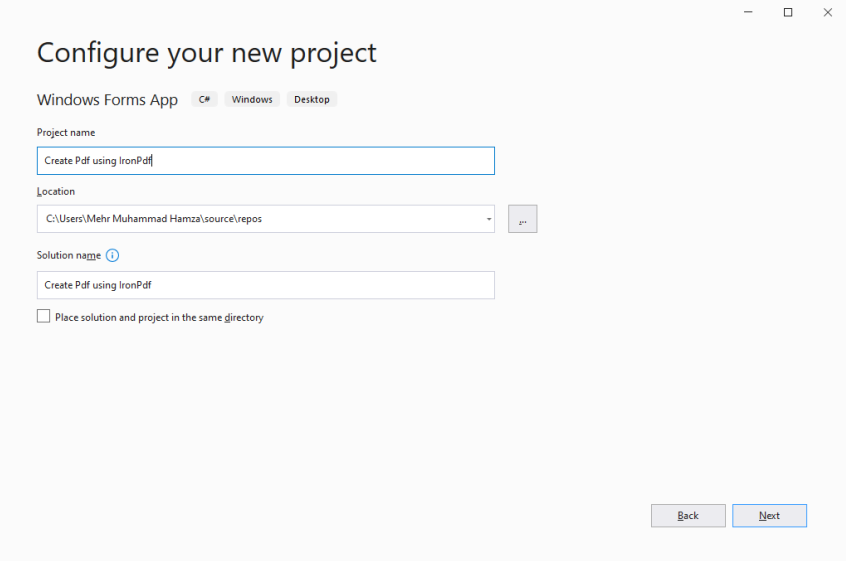 Configure your new project
Windows Forms App C# Windows Desktop
Project name
Create Pdf using IronPdf
Location
C:\Users\Mehr Muhammad Hamza\source\repos
...
Solution name
Create Pdf using IronPdf
Place solution and project in the same directory
Back Next